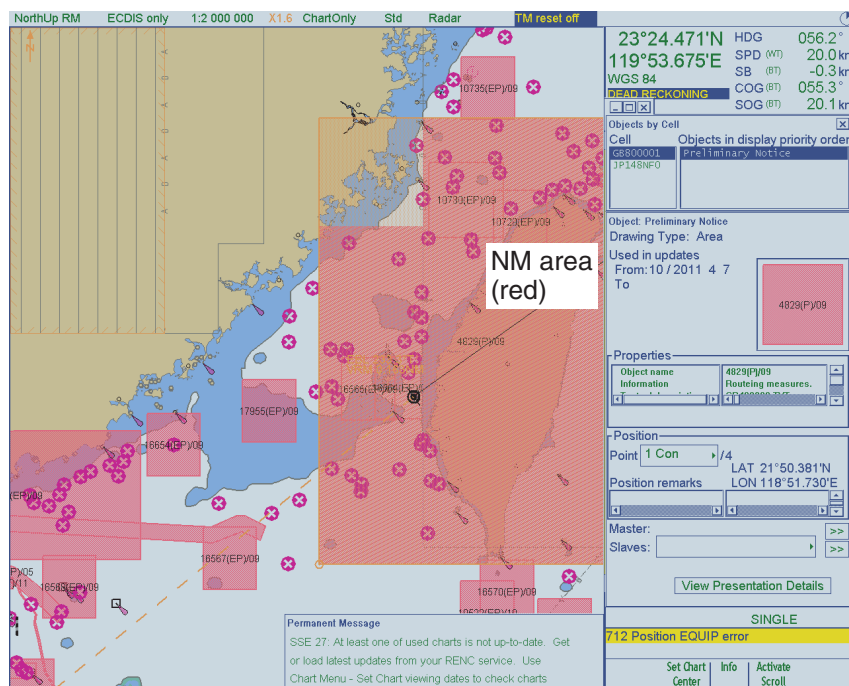 NorthUp RM ECDIS only 1:2 000 000 X1.6 ChartOnly Std Radar TM reset off
23°24.471'N
119°53.675'E
WGS 84
DEAD RECKONING
HDG 056.2°
SPD (WT) 20.0 kn
SB (BT) -0.3 kn
COG (BT) 055.3°
SOG (BT) 20.1 kn
Objects by Cell
Cell Objects in display priority order
GB800001 Preliminary Notice
JP148NF0
Object: Preliminary Notice
Drawing Type: Area
Used in updates
From: 10 / 2011 4 7
To
4829(P)/09
Properties
Object name 4829(P)/09
Information Routeing measures.
Position
Point 1 Con /4
LAT 21°50.381'N
Position remarks LON 118°51.730'E
Master: >>
Slaves: >>
View Presentation Details
SINGLE
712 Position EQUIP error
Set Chart Center
Info
Activate Scroll
10735(EP)/09
10730(EP)/09
10729(EP)/09
NM area
(red)
4829(P)/09
17955(EP)/09
16654(EP)/09
16567(EP)/09
16570(EP)/09
Permanent Message
SSE 27: At least one of used charts is not up-to-date. Get
or load latest updates from your RENC service. Use
Chart Menu - Set Chart viewing dates to check charts